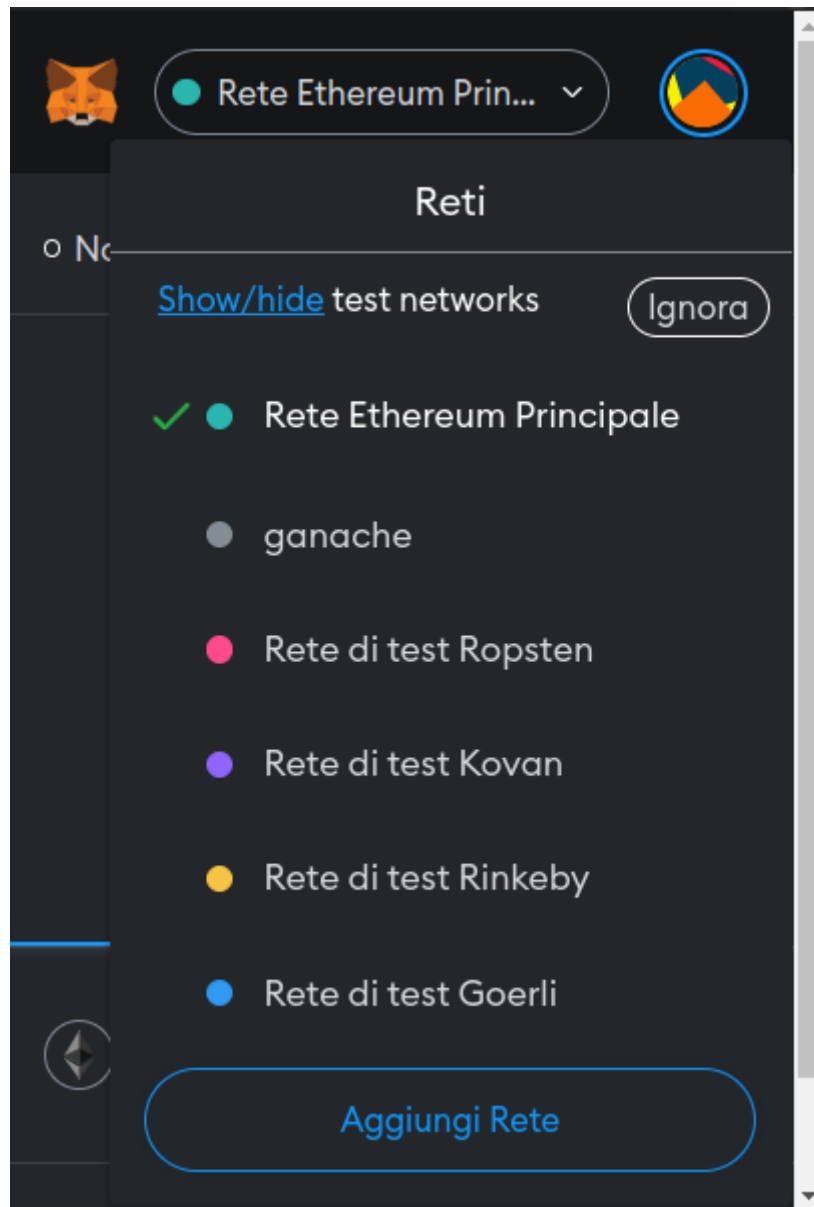 Rete Ethereum Prin...
Reti
Show/hide test networks
Ignora
Rete Ethereum Principale
ganache
Rete di test Ropsten
Rete di test Kovan
Rete di test Rinkeby
Rete di test Goerli
Aggiungi Rete